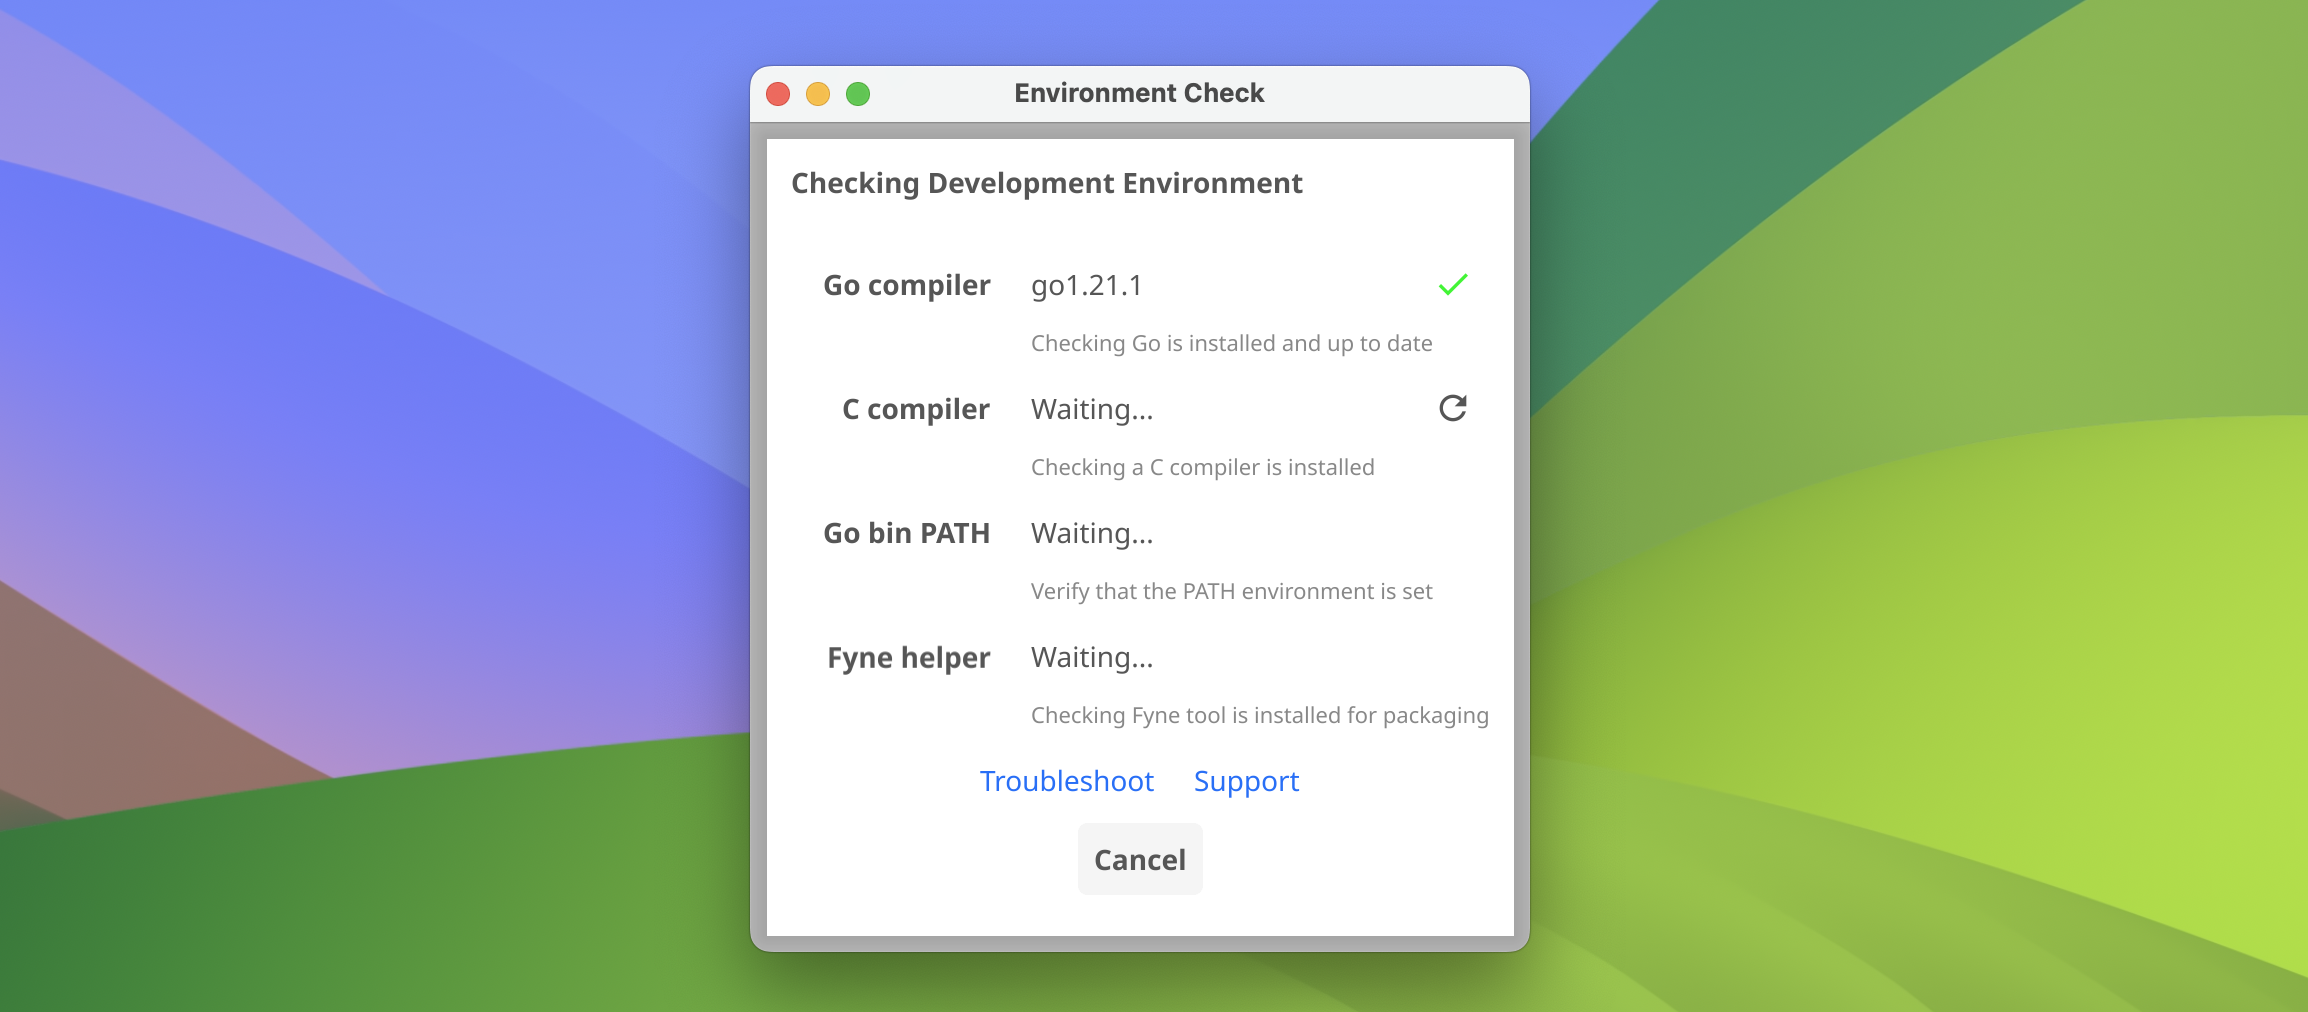 Environment Check
Checking Development Environment
Go compiler go1.21.1
Checking Go is installed and up to date
C compiler Waiting...
Checking a C compiler is installed
Go bin PATH Waiting...
Verify that the PATH environment is set
Fyne helper Waiting...
Checking Fyne tool is installed for packaging
Troubleshoot Support
Cancel